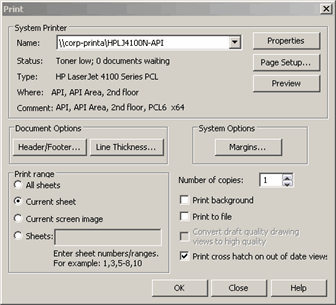 Print
System Printer
Name: \\corp-printa\HPLJ4100N-API
Properties
Status: Toner low; 0 documents waiting
Page Setup...
Type: HP LaserJet 4100 Series PCL
Where: API, API Area, 2nd floor
Preview
Comment: API, API Area, 2nd floor, PCL6 x64
Document Options
System Options
Header/Footer... Line Thickness... Margins...
Print range
All sheets
Current sheet
Current screen image
Sheets:
Enter sheet numbers/ranges.
For example: 1,3,5-8,10
Number of copies: 1
Print background
Print to file
Convert draft quality drawing
views to high quality
Print cross hatch on out of date views
OK Close Help